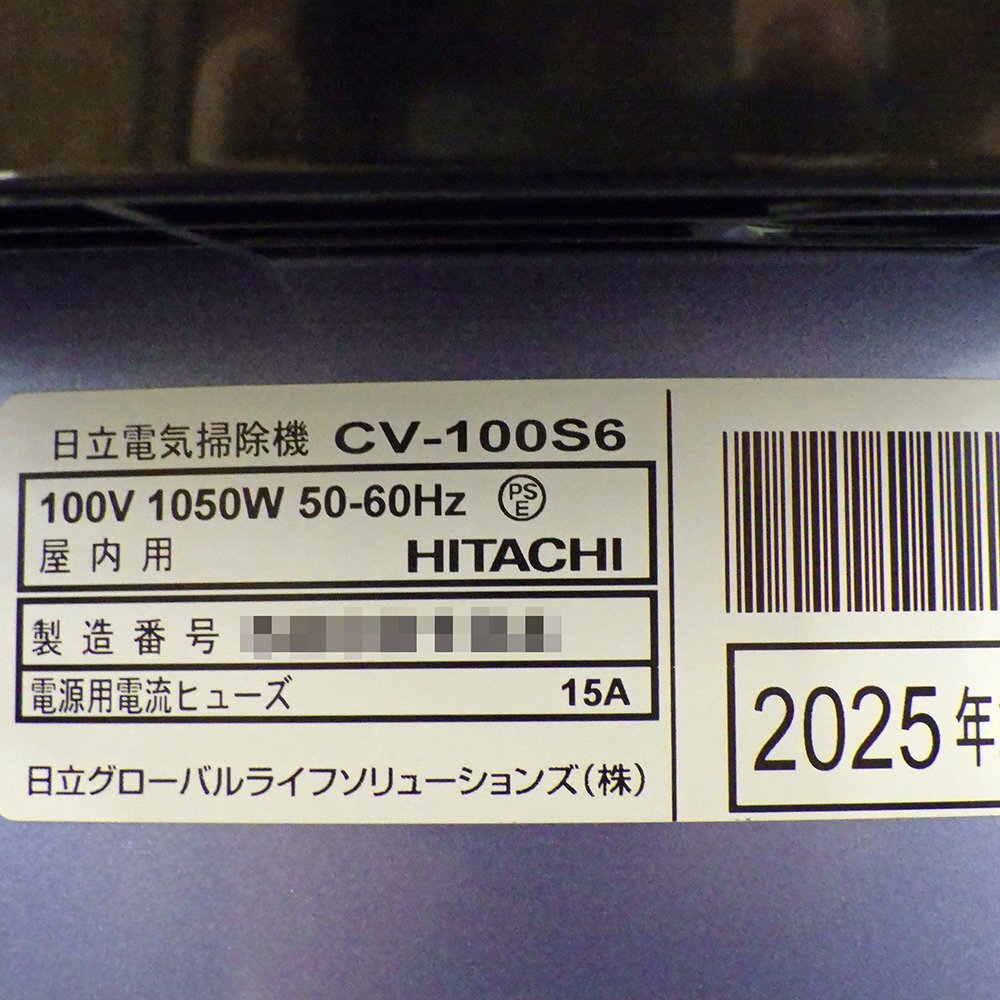 日立電気掃除機 CV-100S6
100V 1050W 50-60Hz PSE
屋内用 HITACHI
製造番号
電源用電流ヒューズ 15A
日立グローバルライフソリューションズ(株)
2025年